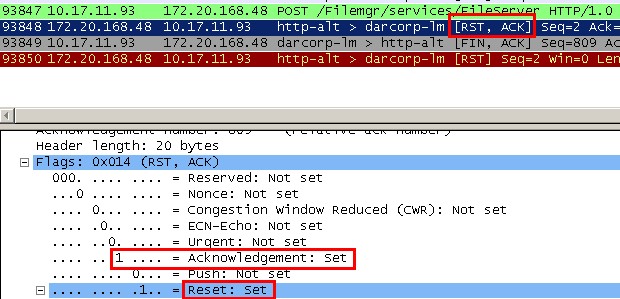 93847 10.17.11.93 172.20.168.48 POST /Filemgr/services/FileServer HTTP/1.0
93848 172.20.168.48 10.17.11.93 http-alt > darcorp-lm [RST, ACK] Seq=2 Ack=
93849 10.17.11.93 172.20.168.48 darcorp-lm > http-alt [FIN, ACK] Seq=809 Ac
93850 172.20.168.48 10.17.11.93 http-alt > darcorp-lm [RST] Seq=2 Win=0 Len
Acknowledgement number: 809 (relative ack number)
Header length: 20 bytes
Flags: 0x014 (RST, ACK)
000. .... .... = Reserved: Not set
...0 .... .... = Nonce: Not set
.... 0... .... = Congestion Window Reduced (CWR): Not set
.... .0.. .... = ECN-Echo: Not set
.... ..0. .... = Urgent: Not set
.... ...1 .... = Acknowledgement: Set
.... .... 0... = Push: Not set
.... .... .1.. = Reset: Set